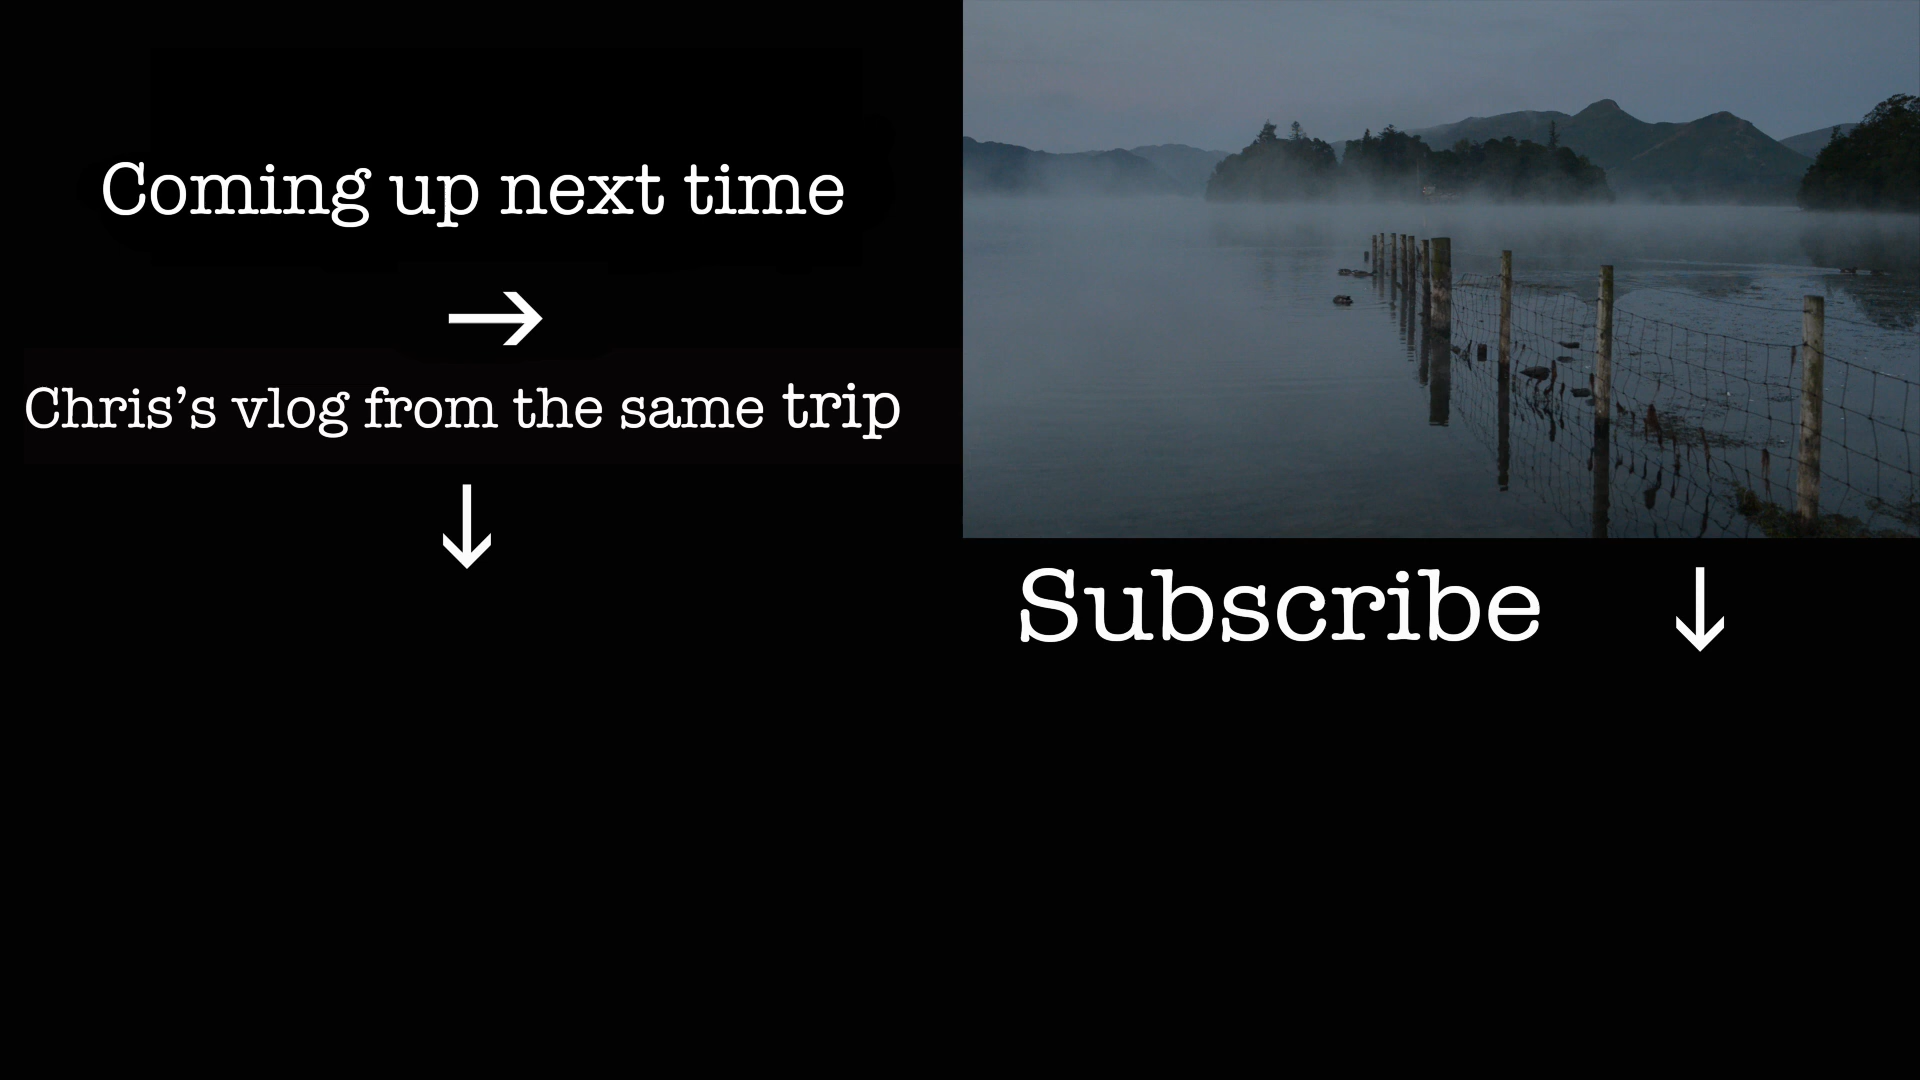 Coming up next time
→
Chris’s vlog from the same trip
↓
Subscribe ↓